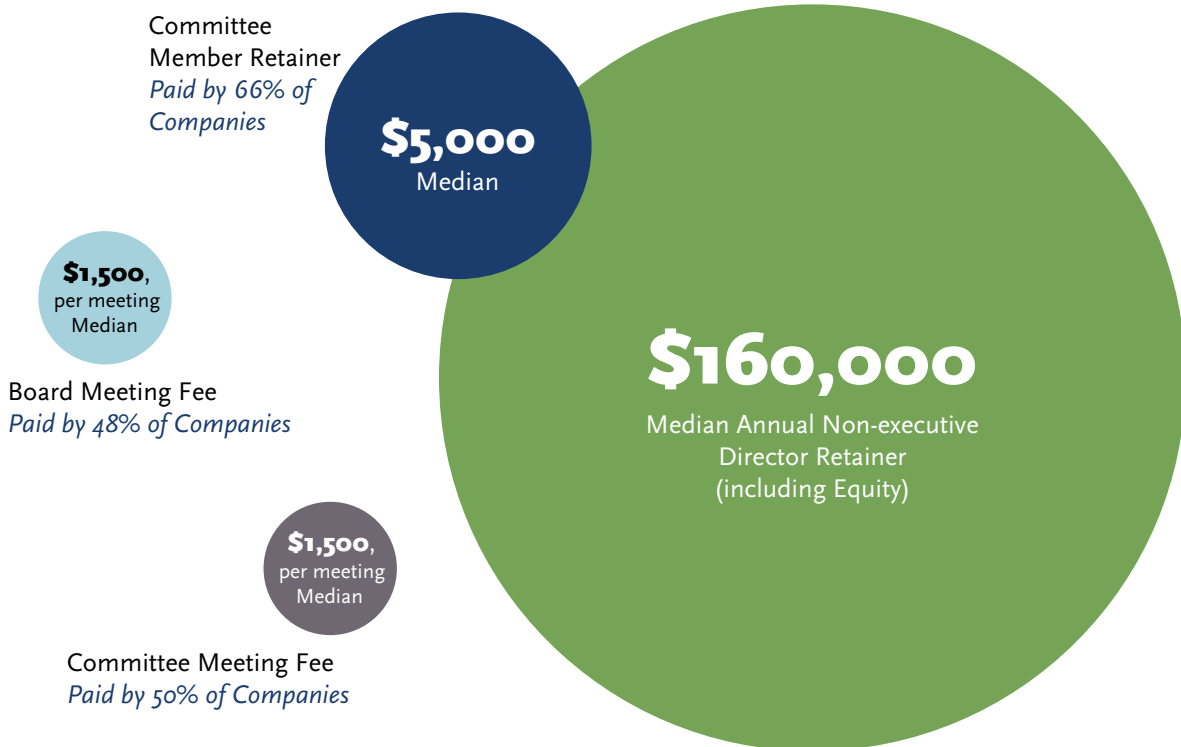 Committee
Member Retainer
Paid by 66% of
Companies
$5,000
Median
$1,500,
per meeting
Median
Board Meeting Fee
Paid by 48% of Companies
$160,000
Median Annual Non-executive
Director Retainer
(including Equity)
$1,500,
per meeting
Median
Committee Meeting Fee
Paid by 50% of Companies